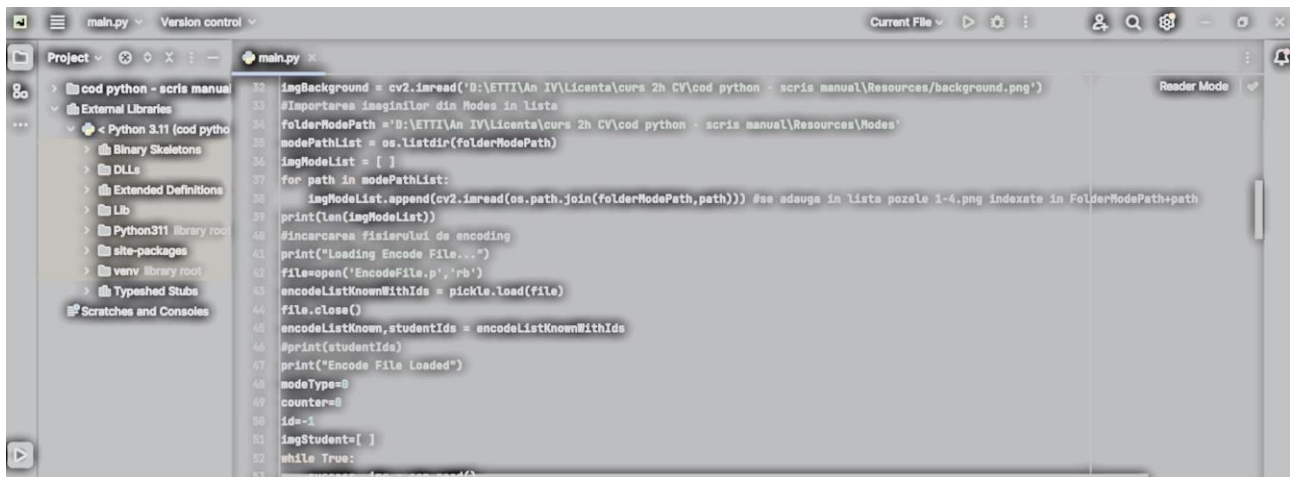 main.py Version control Current File
Project main.py
cod python - scris manual
External Libraries
< Python 3.11 (cod pytho
Binary Skeletons
DLLs
Extended Definitions
Lib
Python311 library root
site-packages
venv library root
Typeshed Stubs
Scratches and Consoles
Reader Mode
32 imgBackground = cv2.imread('D:\ETTI\An IV\Licenta\curs 2h CV\cod python - scris manual\Resources/background.png')
33 #Importarea imaginilor din Modes in lista
34 folderModePath ='D:\ETTI\An IV\Licenta\curs 2h CV\cod python - scris manual\Resources\Modes'
35 modePathList = os.listdir(folderModePath)
36 imgModeList = [ ]
37 for path in modePathList:
38 imgModeList.append(cv2.imread(os.path.join(folderModePath,path))) #se adauga in lista pozele 1-4.png indexate in FolderModePath+path
39 print(len(imgModeList))
40 #incarcarea fisierului de encoding
41 print("Loading Encode File...")
42 file=open('EncodeFile.p','rb')
43 encodeListKnownWithIds = pickle.load(file)
44 file.close()
45 encodeListKnown,studentIds = encodeListKnownWithIds
46 #print(studentIds)
47 print("Encode File Loaded")
48 modeType=0
49 counter=0
50 id=-1
51 imgStudent=[ ]
52 while True: